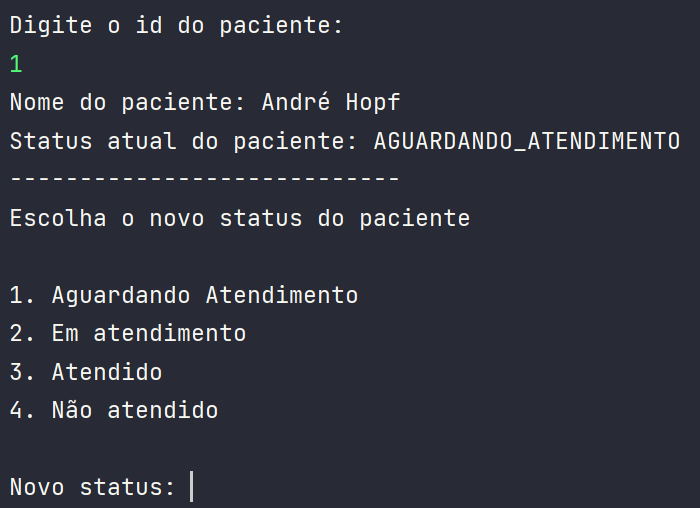 Digite o id do paciente:
1
Nome do paciente: André Hopf
Status atual do paciente: AGUARDANDO_ATENDIMENTO
----------------------------
Escolha o novo status do paciente
1. Aguardando Atendimento
2. Em atendimento
3. Atendido
4. Não atendido
Novo status: